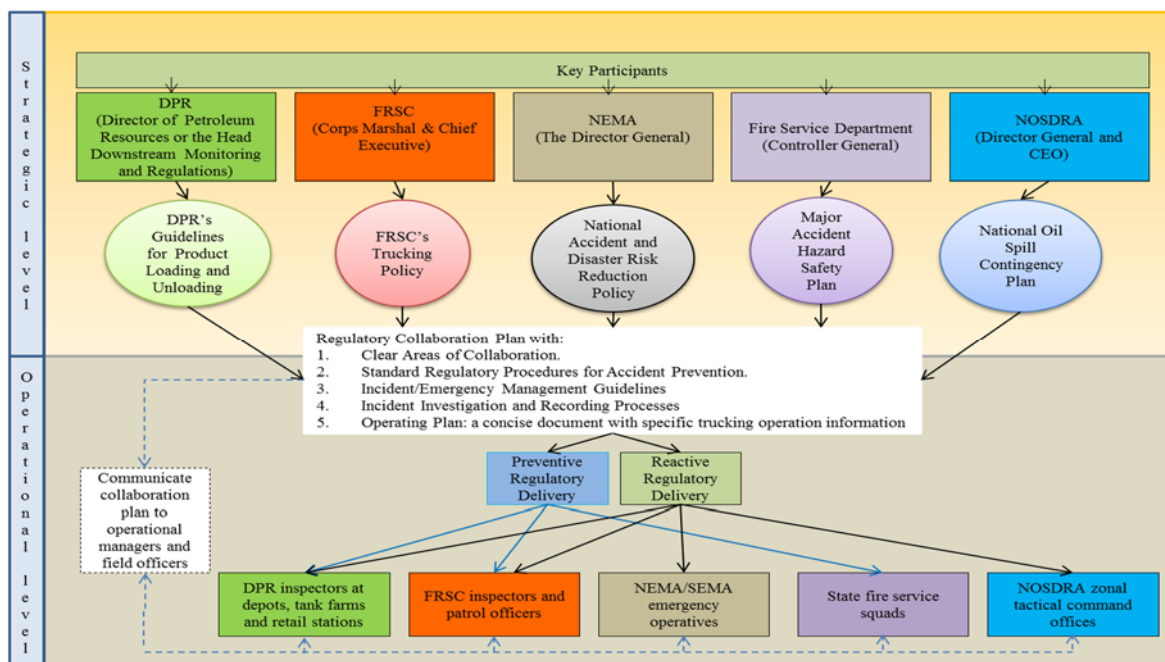 Strategic level
Key Participants
DPR
(Director of Petroleum
Resources or the Head
Downstream Monitoring
and Regulations)
FRSC
(Corps Marshal & Chief
Executive)
NEMA
(The Director General)
Fire Service Department
(Controller General)
NOSDRA
(Director General and
CEO)
DPR's
Guidelines
for Product
Loading and
Unloading
FRSC's
Trucking
Policy
National
Accident and
Disaster Risk
Reduction
Policy
Major
Accident
Hazard
Safety
Plan
National Oil
Spill
Contingency
Plan
Operational level
Regulatory Collaboration Plan with:
1. Clear Areas of Collaboration.
2. Standard Regulatory Procedures for Accident Prevention.
3. Incident/Emergency Management Guidelines
4. Incident Investigation and Recording Processes
5. Operating Plan: a concise document with specific trucking operation information
Preventive
Regulatory
Delivery
Reactive
Regulatory
Delivery
Communicate
collaboration
plan to
operational
managers and
field officers
DPR inspectors at
depots, tank farms
and retail stations
FRSC inspectors and
patrol officers
NEMA/SEMA
emergency
operatives
State fire service
squads
NOSDRA zonal
tactical command
offices